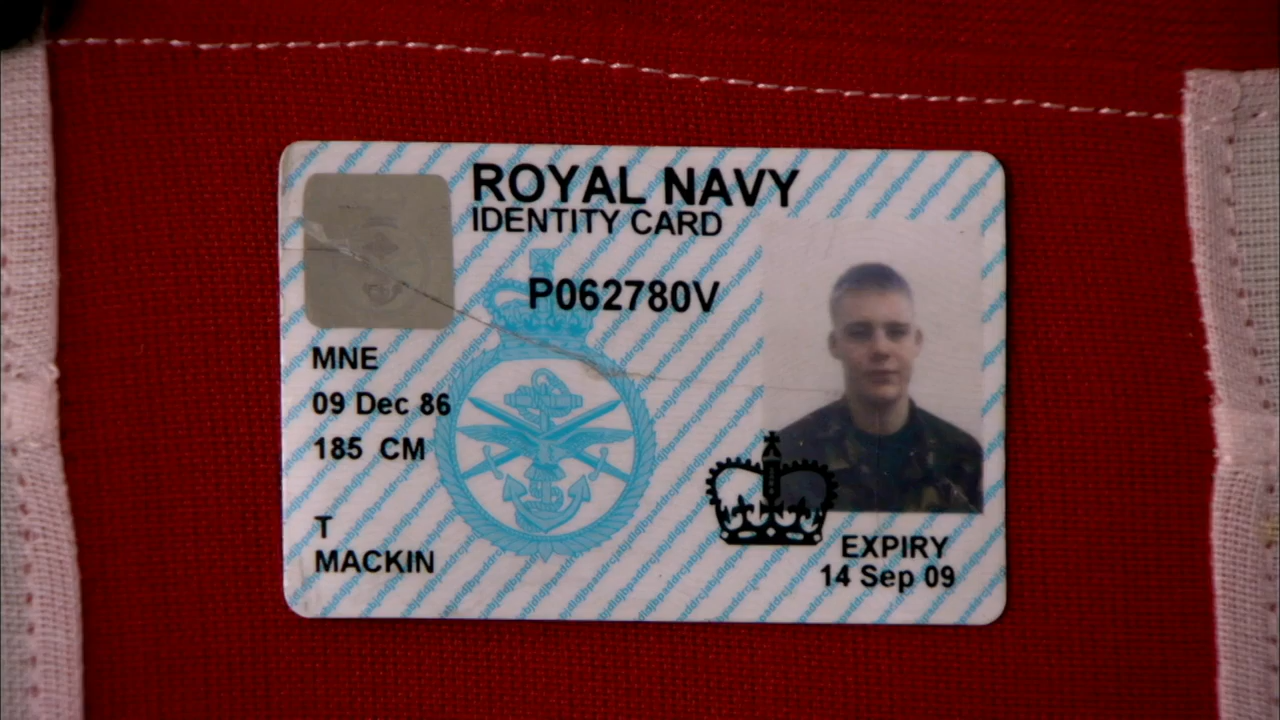 ROYAL NAVY
IDENTITY CARD
P062780V
MNE
09 Dec 86
185 CM
T
MACKIN
EXPIRY
14 Sep 09